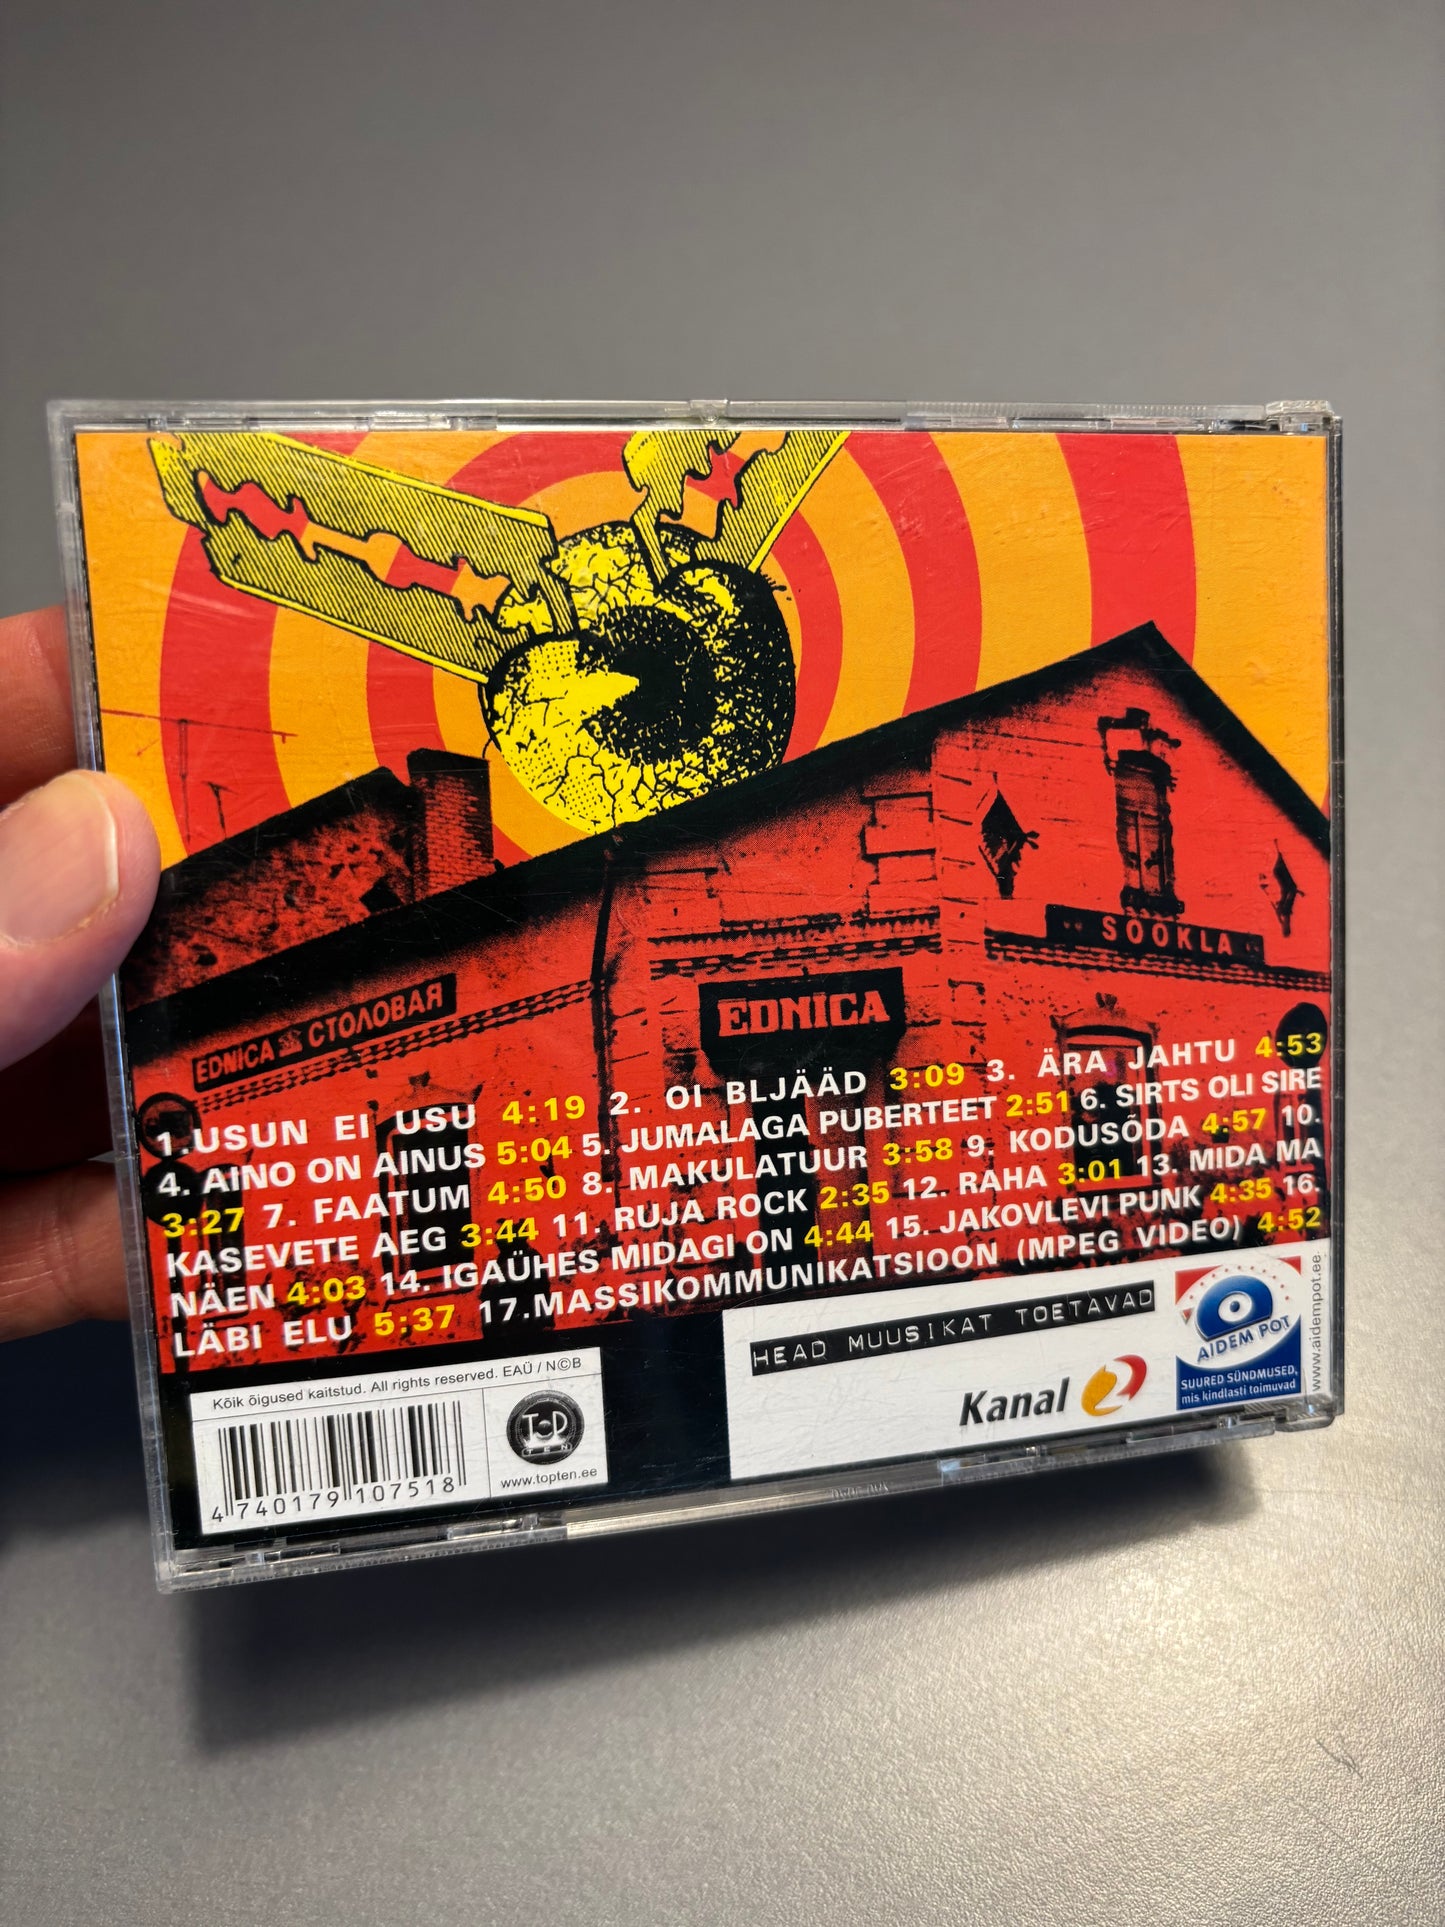 SÖÖKLA
EDNICA
EDNICA СТОЛОВАЯ
1.USUN EI USU 4:19 2. OI BLJÄÄD 3:09 3. ÄRA JAHTU 4:53
4. AINO ON AINUS 5:04 5. JUMALAGA PUBERTEET 2:51 6. SIRTS OLI SIRE
3:27 7. FAATUM 4:50 8. MAKULATUUR 3:58 9. KODUSÕDA 4:57 10.
KASEVETE AEG 3:44 11. RUJA ROCK 2:35 12. RAHA 3:01 13. MIDA MA
NÄEN 4:03 14. IGAÜHES MIDAGI ON 4:44 15. JAKOVLEVI PUNK 4:35 16.
LÄBI ELU 5:37 17.MASSIKOMMUNIKATSIOON (MPEG VIDEO) 4:52
Kõik õigused kaitstud. All rights reserved. EAÜ / N©B
4 740179 107518
TOP
TEN
www.topten.ee
HEAD MUUSIKAT TOETAVAD
Kanal 2
AIDEM POT
SUURED SÜNDMUSED,
mis kindlasti toimuvad
www.aidempot.ee